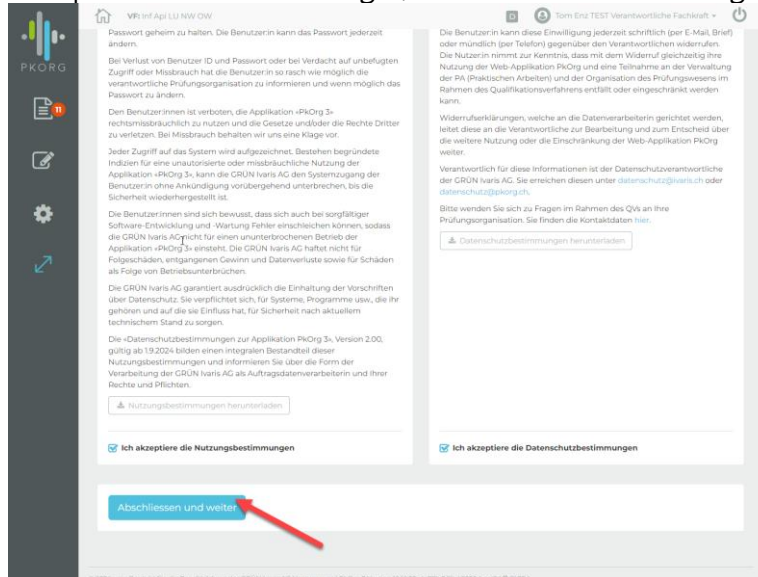 VF: Inf Api LU NW OW
D
Tom Enz TEST Verantwortliche Fachkraft
PKORG
11
Passwort geheim zu halten. Die Benutzer:in kann das Passwort jederzeit
ändern.
Bei Verlust von Benutzer ID und Passwort oder bei Verdacht auf unbefugten
Zugriff oder Missbrauch hat die Benutzer:in so rasch wie möglich die
verantwortliche Prüfungsorganisation zu informieren und wenn möglich das
Passwort zu ändern.
Den Benutzer:innen ist verboten, die Applikation «PkOrg 3»
rechtsmissbräuchlich zu nutzen und die Gesetze und/oder die Rechte Dritter
zu verletzen. Bei Missbrauch behalten wir uns eine Klage vor.
Jeder Zugriff auf das System wird aufgezeichnet. Bestehen begründete
Indizien für eine unautorisierte oder missbräuchliche Nutzung der
Applikation «PkOrg 3», kann die GRÜN Ivaris AG den Systemzugang der
Benutzer:in ohne Ankündigung vorübergehend unterbrechen, bis die
Sicherheit wiederhergestellt ist.
Die Benutzer:innen sind sich bewusst, dass sich auch bei sorgfältiger
Software-Entwicklung und -Wartung Fehler einschleichen können, sodass
die GRÜN Ivaris AG nicht für einen ununterbrochenen Betrieb der
Applikation «PkOrg 3» einsteht. Die GRÜN Ivaris AG haftet nicht für
Folgeschäden, entgangenen Gewinn und Datenverluste sowie für Schäden
als Folge von Betriebsunterbrüchen.
Die GRÜN Ivaris AG garantiert ausdrücklich die Einhaltung der Vorschriften
über Datenschutz. Sie verpflichtet sich, für Systeme, Programme usw., die ihr
gehören und auf die sie Einfluss hat, für Sicherheit nach aktuellem
technischem Stand zu sorgen.
Die «Datenschutzbestimmungen zur Applikation PkOrg 3», Version 2.00,
gültig ab 1.9.2024 bilden einen integralen Bestandteil dieser
Nutzungsbestimmungen und informieren Sie über die Form der
Verarbeitung der GRÜN Ivaris AG als Auftragsdatenverarbeiterin und Ihrer
Rechte und Pflichten.
Nutzungsbestimmungen herunterladen
Ich akzeptiere die Nutzungsbestimmungen
Die Benutzer:in kann diese Einwilligung jederzeit schriftlich (per E-Mail, Brief)
oder mündlich (per Telefon) gegenüber den Verantwortlichen widerrufen.
Die Nutzer:in nimmt zur Kenntnis, dass mit dem Widerruf gleichzeitig ihre
Nutzung der Web-Applikation PkOrg und eine Teilnahme an der Verwaltung
der PA (Praktischen Arbeiten) und der Organisation des Prüfungswesens im
Rahmen des Qualifikationsverfahrens entfällt oder eingeschränkt werden
kann.
Widerrufserklärungen, welche an die Datenverarbeiterin gerichtet werden,
leitet diese an die Verantwortliche zur Bearbeitung und zum Entscheid über
die weitere Nutzung oder die Einschränkung der Web-Applikation PkOrg
weiter.
Verantwortlich für diese Informationen ist der Datenschutzverantwortliche
der GRÜN Ivaris AG. Sie erreichen diesen unter datenschutz@ivaris.ch oder
datenschutz@pkorg.ch.
Bitte wenden Sie sich zu Fragen im Rahmen des QVs an Ihre
Prüfungsorganisation. Sie finden die Kontaktdaten hier.
Datenschutzbestimmungen herunterladen
Ich akzeptiere die Datenschutzbestimmungen
Abschliessen und weiter